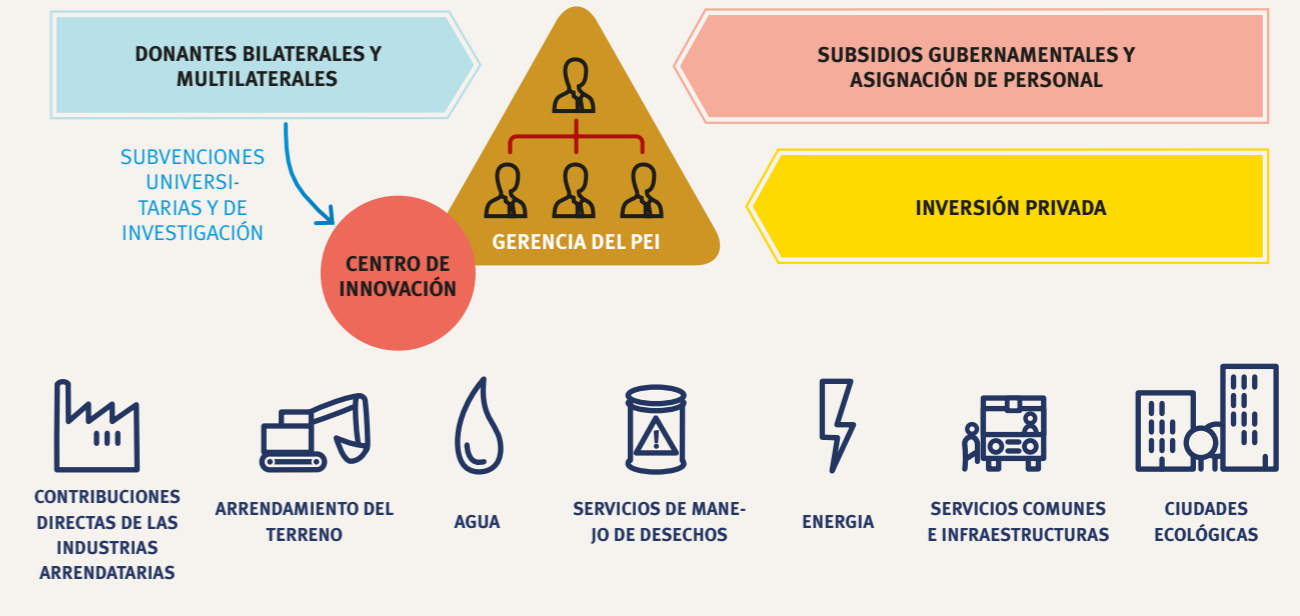 DONANTES BILATERALES Y
MULTILATERALES
SUBSIDIOS GUBERNAMENTALES Y
ASIGNACIÓN DE PERSONAL
SUBVENCIONES
UNIVERSI-
TARIAS Y DE
INVESTIGACIÓN
INVERSIÓN PRIVADA
GERENCIA DEL PEI
CENTRO DE
INNOVACIÓN
CONTRIBUCIONES
DIRECTAS DE LAS
INDUSTRIAS
ARRENDATARIAS
ARRENDAMIENTO DEL
TERRENO
AGUA
SERVICIOS DE MANE-
JO DE DESECHOS
ENERGIA
SERVICIOS COMUNES
E INFRAESTRUCTURAS
CIUDADES
ECOLÓGICAS